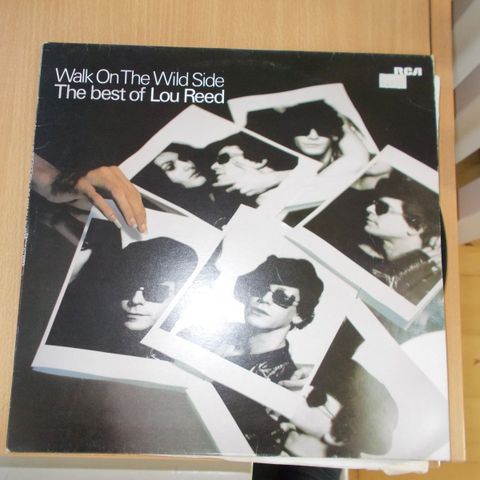 Walk On The Wild Side
The best of Lou Reed
RCA